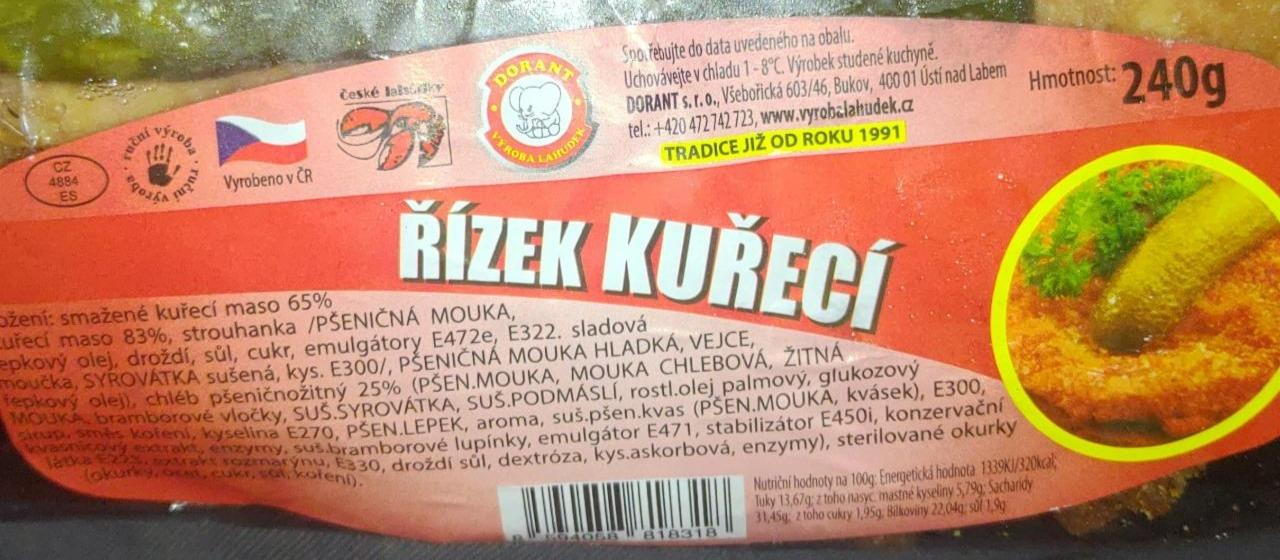 Spotřebujte do data uvedeného na obalu.
Uchovávejte v chladu 1 - 8°C. Výrobek studené kuchyně.
DORANT s. r. o., Všebořická 603/46, Bukov, 400 01 Ústí nad Labem
tel.: +420 472 742 723, www.vyrobalahudek.cz
TRADICE JIŽ OD ROKU 1991
Hmotnost: 240g
CZ
4884
ES
ruční výroba · ruční výroba ·
Vyrobeno v ČR
české
DORANT
VÝROBA LAHŮDEK
ŘÍZEK KUŘECÍ
ožení: smažené kuřecí maso 65%
uřecí maso 83%, strouhanka /PŠENIČNÁ MOUKA,
epkový olej, droždí, sůl, cukr, emulgátory E472e, E322. sladová
moučka, SYROVÁTKA sušená, kys. E300/, PŠENIČNÁ MOUKA HLADKÁ, VEJCE,
řepkový olej), chléb pšeničnožitný 25% (PŠEN.MOUKA, MOUKA CHLEBOVÁ, ŽITNÁ
MOUKA, bramborové vločky, SUŠ.SYROVÁTKA, SUŠ.PODMÁSLÍ, rostl.olej palmový, glukozový
sirup, směs koření, kyselina E270, PŠEN.LEPEK, aroma, suš.pšen.kvas (PŠEN.MOUKA, kvásek), E300,
kvasnicový extrakt, enzymy, suš.bramborové lupínky, emulgátor E471, stabilizátor E450i, konzervační
látka extrakt rozmarýnu, E330, droždí sůl, dextróza, kys.askorbová, enzymy), sterilované okurky
(okurky, cukr, sůl, koření).
Nutriční hodnoty na 100g: Energetická hodnota 1339KJ/320kcal;
Tuky 13,67g; z toho nasyc. mastné kyseliny 5,79g; Sacharidy
31,45g; z toho cukry 1,95g; Bílkoviny 22,04g; sůl 1,9g
8 594058 818318